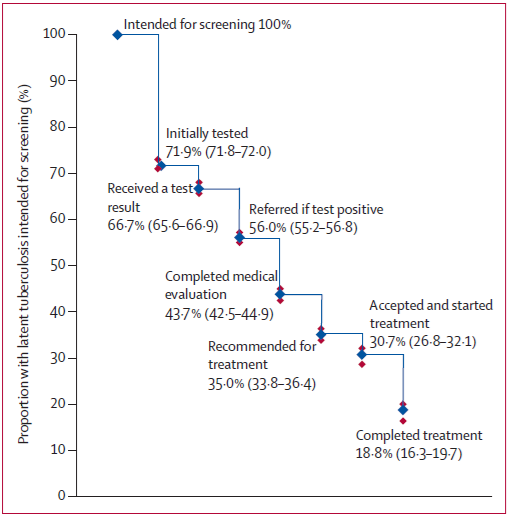 Proportion with latent tuberculosis intended for screening (%)
100
90
80
70
60
50
40
30
20
10
0
Intended for screening 100%
Initially tested
71·9% (71·8–72·0)
Received a test
result
66·7% (65·6–66·9)
Referred if test positive
56·0% (55·2–56·8)
Completed medical
evaluation
43·7% (42·5–44·9)
Recommended for
treatment
35·0% (33·8–36·4)
Accepted and started
treatment
30·7% (26·8–32·1)
Completed treatment
18·8% (16·3–19·7)